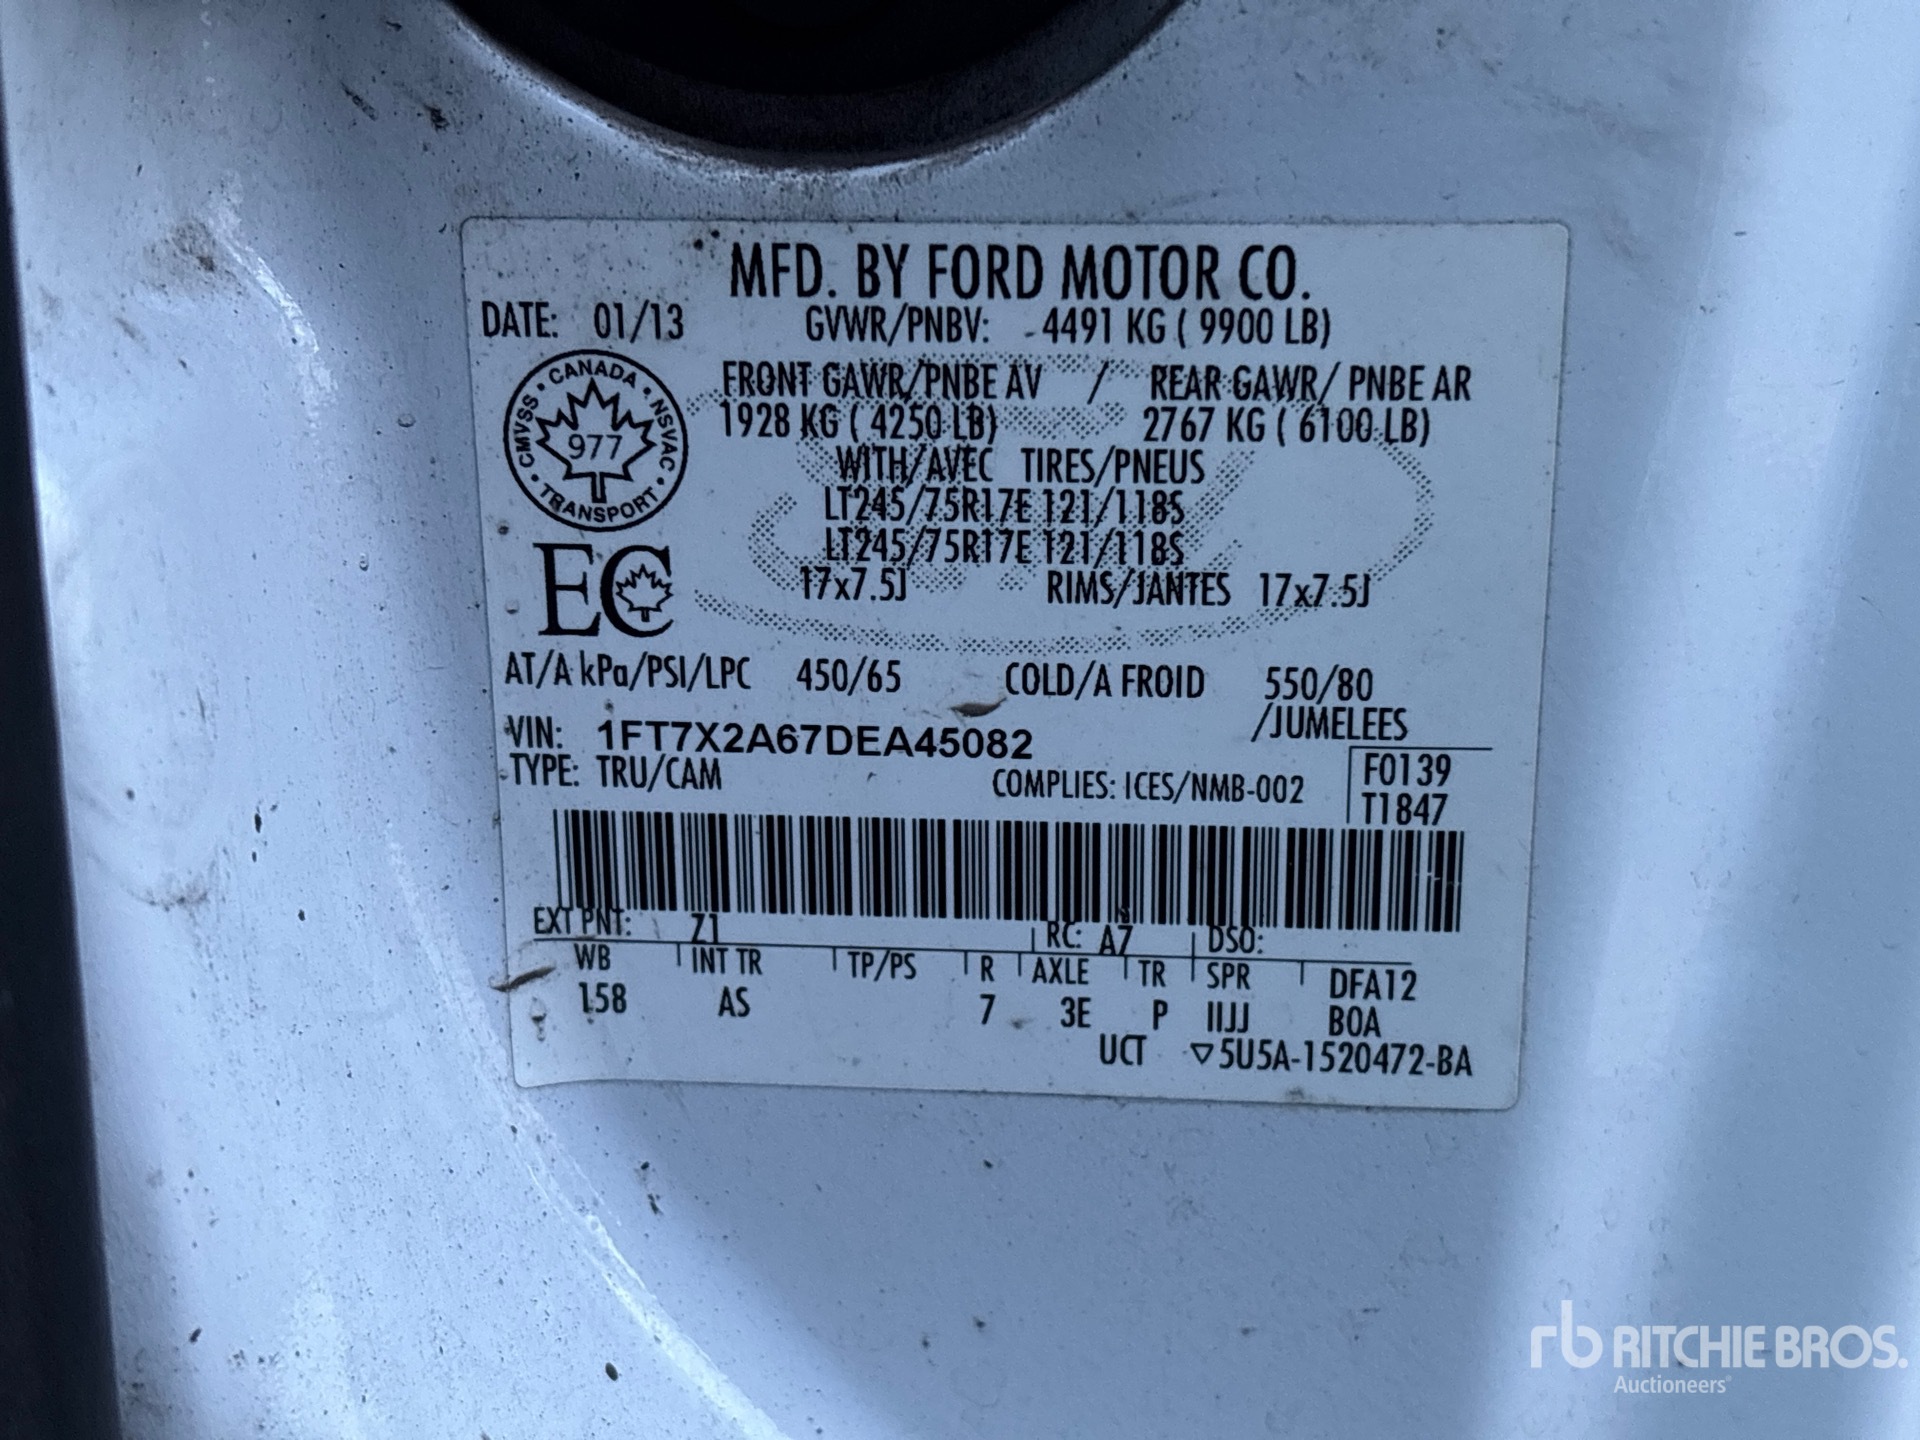 MFD. BY FORD MOTOR CO.
DATE: 01/13 GVWR/PNBV: 4491 KG ( 9900 LB)
FRONT GAWR/PNBE AV / REAR GAWR/ PNBE AR
1928 KG ( 4250 LB) 2767 KG ( 6100 LB)
WITH/AVEC TIRES/PNEUS
LT245/75R17E 121/118S
LT245/75R17E 121/118S
17x7.5J RIMS/JANTES 17x7.5J
CANADA
CMVSS • NSVAC
977
TRANSPORT
EC
AT/A kPa/PSI/LPC 450/65 COLD/A FROID 550/80
/JUMELEES
VIN: 1FT7X2A67DEA45082
TYPE: TRU/CAM COMPLIES: ICES/NMB-002
F0139
T1847
EXT PNT: Z1 RC: A7 DSO:
WB INT TR TP/PS R AXLE TR SPR DFA12
158 AS 7 3E P IIJJ BOA
UCT ▽5U5A-1520472-BA
rb RITCHIE BROS.
Auctioneers